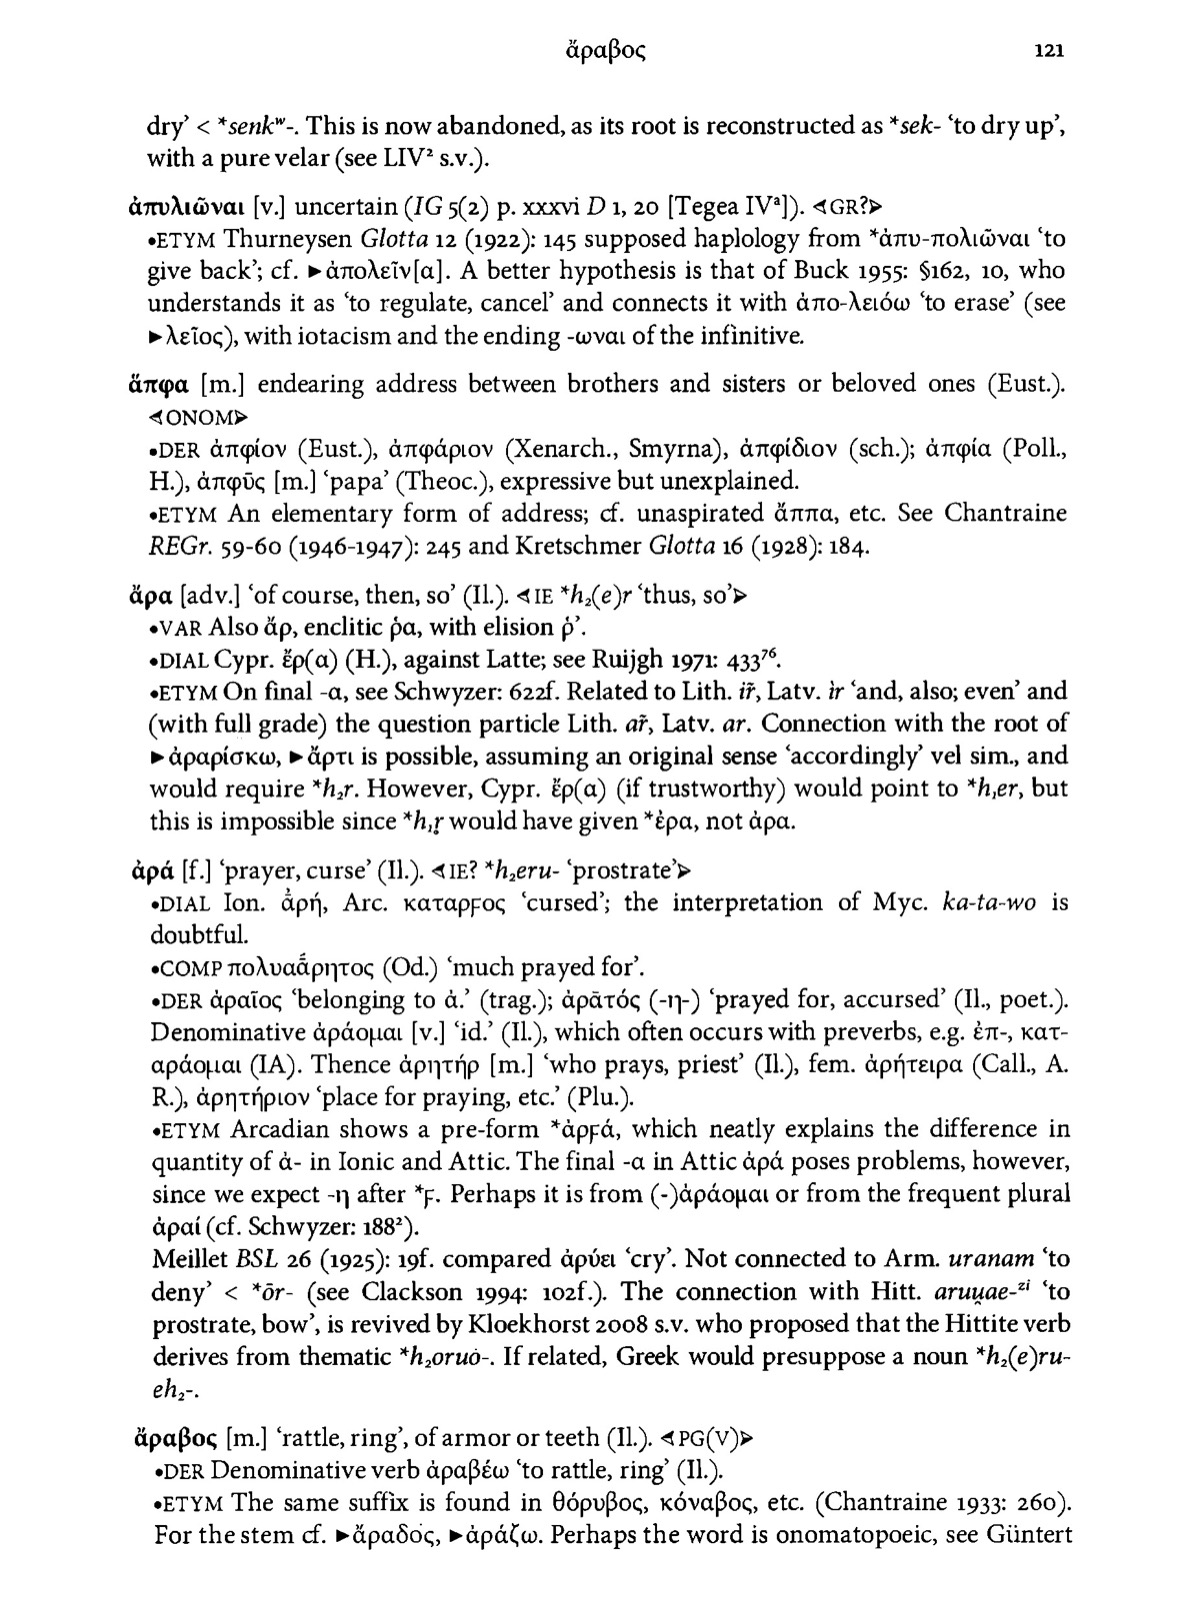 ἄραβος 121
dry’ < *senkʷ-. This is now abandoned, as its root is reconstructed as *sek- ‘to dry up’,
with a pure velar (see LIV² s.v.).
ἀπυλιῶναι [v.] uncertain (IG 5(2) p. xxxvi D 1, 20 [Tegea IVᵃ]). ⋖GR?⋗
•ETYM Thurneysen Glotta 12 (1922): 145 supposed haplology from *ἀπυ-πολιῶναι ‘to
give back’; cf. ►ἀπολεῖν[α]. A better hypothesis is that of Buck 1955: §162, 10, who
understands it as ‘to regulate, cancel’ and connects it with ἀπο-λειόω ‘to erase’ (see
►λεῖος), with iotacism and the ending -ωναι of the infinitive.
ἄπφα [m.] endearing address between brothers and sisters or beloved ones (Eust.).
⋖ONOM⋗
•DER ἀπφίον (Eust.), ἀπφάριον (Xenarch., Smyrna), ἀπφίδιον (sch.); ἀπφία (Poll.,
H.), ἀπφῦς [m.] ‘papa’ (Theoc.), expressive but unexplained.
•ETYM An elementary form of address; cf. unaspirated ἄππα, etc. See Chantraine
REGr. 59-60 (1946-1947): 245 and Kretschmer Glotta 16 (1928): 184.
ἄρα [adv.] ‘of course, then, so’ (Il.). ⋖IE *h₂(e)r ‘thus, so’⋗
•VAR Also ἄρ, enclitic ῥα, with elision ῥ’.
•DIAL Cypr. ἔρ(α) (H.), against Latte; see Ruijgh 1971: 433⁷⁶.
•ETYM On final -α, see Schwyzer: 622f. Related to Lith. ir̃, Latv. ìr ‘and, also; even’ and
(with full grade) the question particle Lith. ar̃, Latv. ar. Connection with the root of
►ἀραρίσκω, ►ἄρτι is possible, assuming an original sense ‘accordingly’ vel sim., and
would require *h₂r. However, Cypr. ἔρ(α) (if trustworthy) would point to *h₁er, but
this is impossible since *h₁r̥ would have given *ἐρα, not ἀρα.
ἀρά [f.] ‘prayer, curse’ (Il.). ⋖IE? *h₂eru- ‘prostrate’⋗
•DIAL Ion. ἀ̄ρή, Arc. καταρϝος ‘cursed’; the interpretation of Myc. ka-ta-wo is
doubtful.
•COMP πολυαά̄ρητος (Od.) ‘much prayed for’.
•DER ἀραῖος ‘belonging to ἀ.’ (trag.); ἀρᾱτός (-η-) ‘prayed for, accursed’ (Il., poet.).
Denominative ἀράομαι [v.] ‘id.’ (Il.), which often occurs with preverbs, e.g. ἐπ-, κατ-
αράομαι (IA). Thence ἀρητήρ [m.] ‘who prays, priest’ (Il.), fem. ἀρήτειρα (Call., A.
R.), ἀρητήριον ‘place for praying, etc.’ (Plu.).
•ETYM Arcadian shows a pre-form *ἀρϝά, which neatly explains the difference in
quantity of ἀ- in Ionic and Attic. The final -α in Attic ἀρά poses problems, however,
since we expect -η after *ϝ. Perhaps it is from (-)ἀράομαι or from the frequent plural
ἀραί (cf. Schwyzer: 188²).
Meillet BSL 26 (1925): 19f. compared ἀρύει ‘cry’. Not connected to Arm. uranam ‘to
deny’ < *ōr- (see Clackson 1994: 102f.). The connection with Hitt. aruu̯ae-ᶻⁱ ‘to
prostrate, bow’, is revived by Kloekhorst 2008 s.v. who proposed that the Hittite verb
derives from thematic *h₂oruó-. If related, Greek would presuppose a noun *h₂(e)ru-
eh₂-.
ἄραβος [m.] ‘rattle, ring’, of armor or teeth (Il.). ⋖PG(V)⋗
•DER Denominative verb ἀραβέω ‘to rattle, ring’ (Il.).
•ETYM The same suffix is found in θόρυβος, κόναβος, etc. (Chantraine 1933: 260).
For the stem cf. ►ἄραδος, ►ἀράζω. Perhaps the word is onomatopoeic, see Güntert